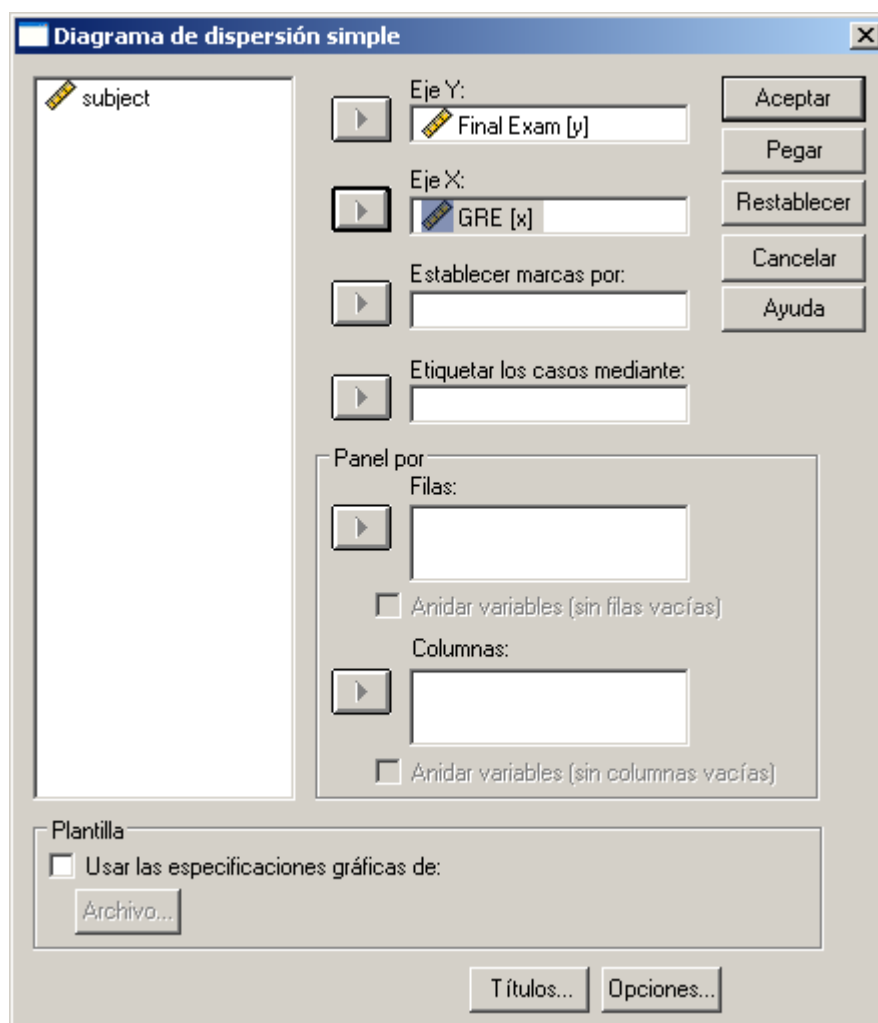 Diagrama de dispersión simple
subject
Eje Y:
Final Exam [y]
Eje X:
GRE [x]
Establecer marcas por:
Etiquetar los casos mediante:
Panel por
Filas:
Anidar variables (sin filas vacías)
Columnas:
Anidar variables (sin columnas vacías)
Aceptar
Pegar
Restablecer
Cancelar
Ayuda
Plantilla
Usar las especificaciones gráficas de:
Archivo...
Títulos...
Opciones...